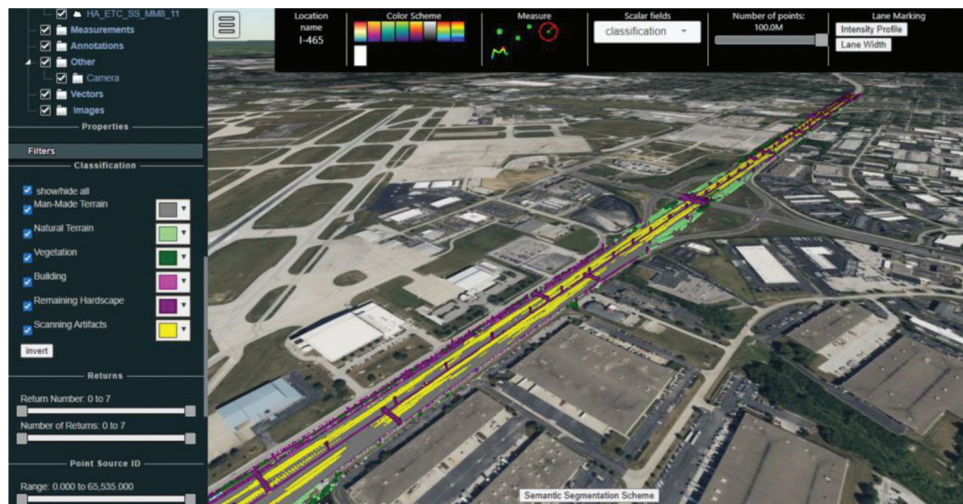 HA_ETC_SS_MM8_11
Measurements
Annotations
Other
Camera
Vectors
Images
Properties
Filters
Classification
show/hide all
Man-Made Terrain
Natural Terrain
Vegetation
Building
Remaining Hardscape
Scanning Artifacts
invert
Returns
Return Number: 0 to 7
Number of Returns: 0 to 7
Point Source ID
Range: 0.000 to 65,535.000
Location
name
I-465
Color Scheme
Measure
Scalar fields
classification
Number of points:
100.0M
Lane Marking
Intensity Profile
Lane Width
Semantic Segmentation Scheme